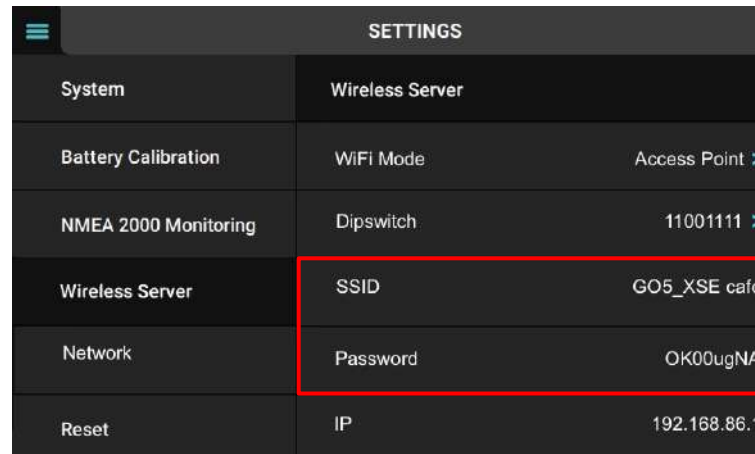 SETTINGS
System
Wireless Server
Battery Calibration
WiFi Mode
Access Point
NMEA 2000 Monitoring
Dipswitch
11001111
Wireless Server
SSID
GO5_XSE
Network
Password
Reset
IP